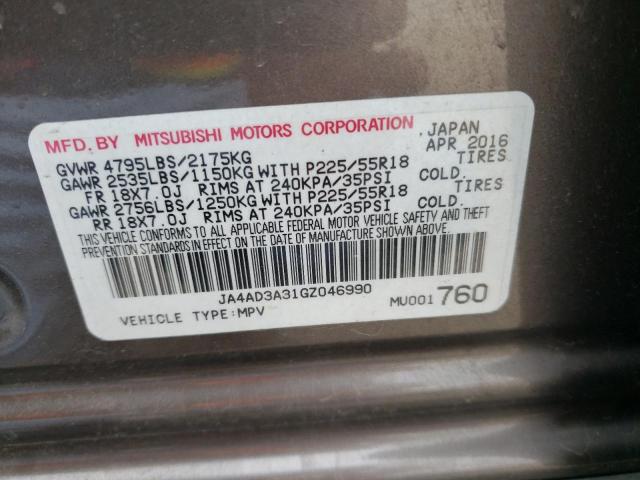 MFD. BY MITSUBISHI MOTORS CORPORATION JAPAN
GVWR 4795LBS/2175KG APR 2016
GAWR 2535LBS/1150KG WITH P225/55R18 TIRES
FR 18X7.0J RIMS AT 240KPA/35PSI COLD.
GAWR 2756LBS/1250KG WITH P225/55R18 TIRES
RR 18X7.0J RIMS AT 240KPA/35PSI COLD.
THIS VEHICLE CONFORMS TO ALL APPLICABLE FEDERAL MOTOR VEHICLE SAFETY AND THEFT
PREVENTION STANDARDS IN EFFECT ON THE DATE OF MANUFACTURE SHOWN ABOVE.
JA4AD3A31GZ046990
VEHICLE TYPE:MPV MU001760